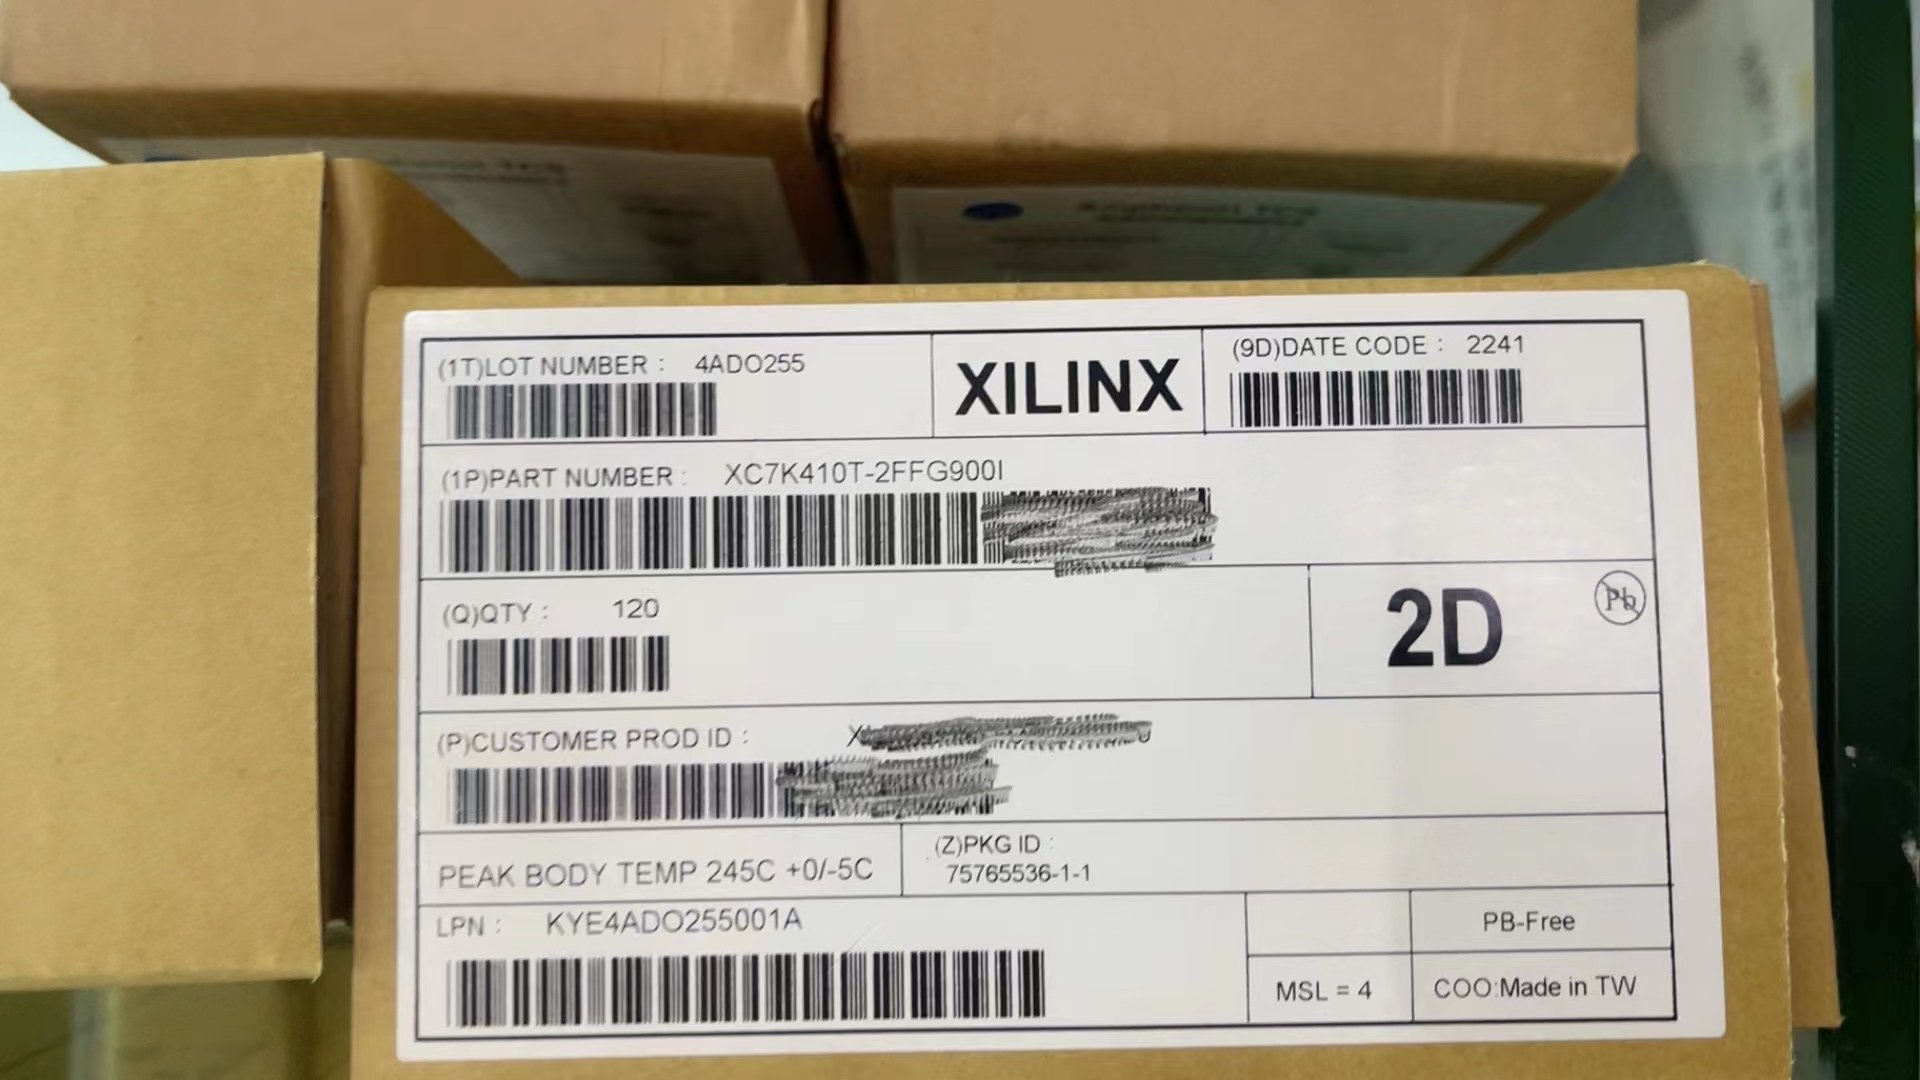 (1T)LOT NUMBER : 4ADO255
XILINX
(9D)DATE CODE : 2241
(1P)PART NUMBER : XC7K410T-2FFG900I
(Q)QTY : 120
2D
Pb
(P)CUSTOMER PROD ID :
PEAK BODY TEMP 245C +0/-5C
(Z)PKG ID :
75765536-1-1
LPN : KYE4ADO255001A
PB-Free
MSL = 4
COO:Made in TW